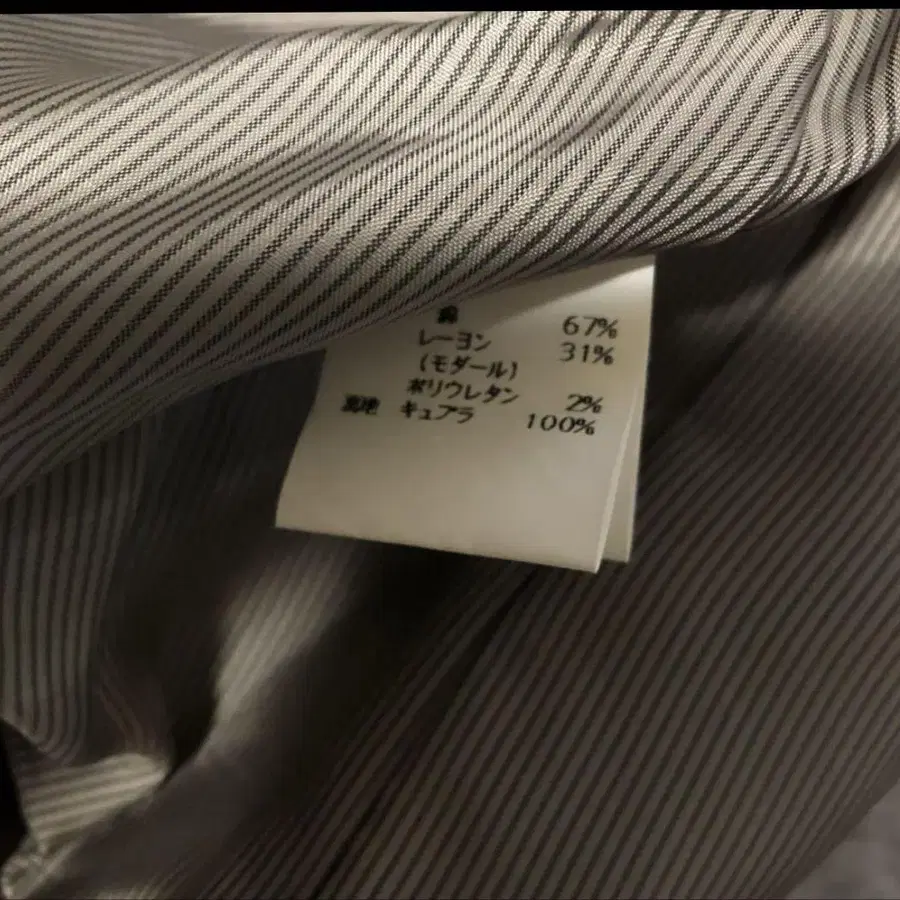 綿 67%
レーヨン 31%
(モダール)
ポリウレタン 2%
裏地 キュプラ 100%